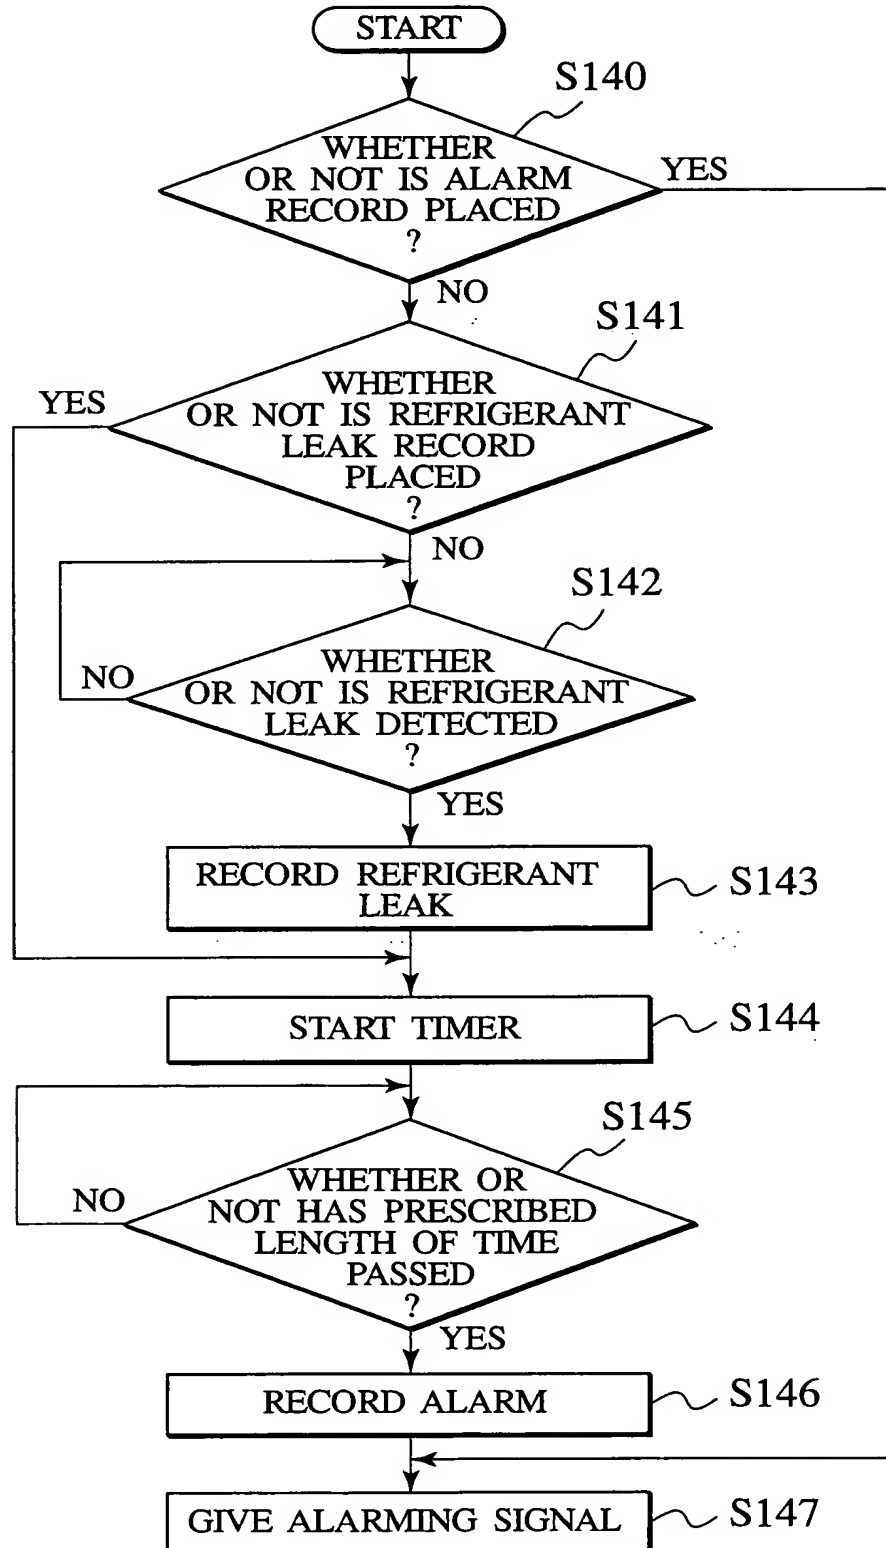 START
S140
WHETHER
OR NOT IS ALARM
RECORD PLACED
?
YES
NO
S141
WHETHER
OR NOT IS REFRIGERANT
LEAK RECORD
PLACED
?
YES
NO
S142
WHETHER
OR NOT IS REFRIGERANT
LEAK DETECTED
?
NO
YES
RECORD REFRIGERANT
LEAK
S143
START TIMER
S144
S145
WHETHER OR
NOT HAS PRESCRIBED
LENGTH OF TIME
PASSED
?
NO
YES
RECORD ALARM
S146
GIVE ALARMING SIGNAL
S147